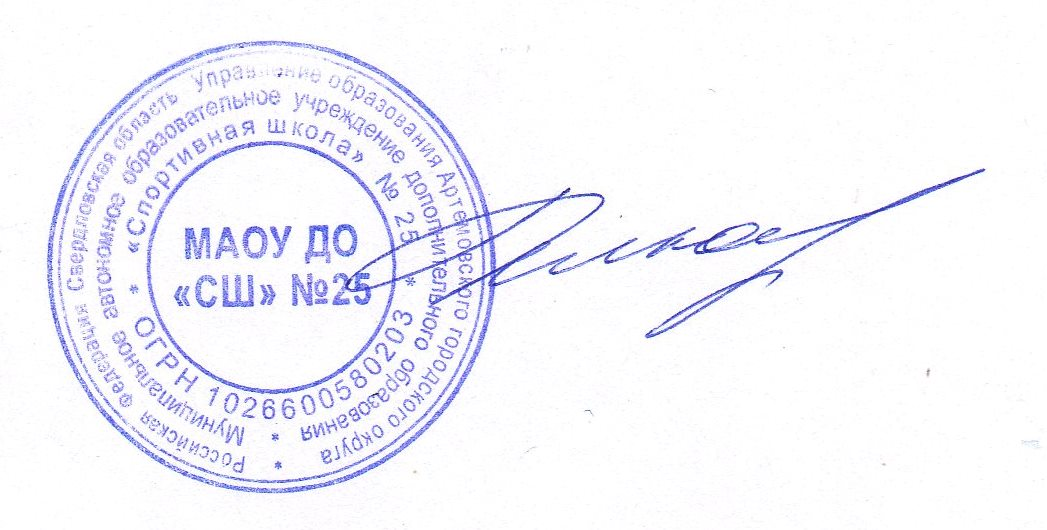 Российская Федерация Свердловская область Управление образования Артемовского городского округа *
Муниципальное автономное образовательное учреждение дополнительного образования *
* «Спортивная школа» № 25 *
ОГРН 1026600580203
МАОУ ДО
«СШ» №25